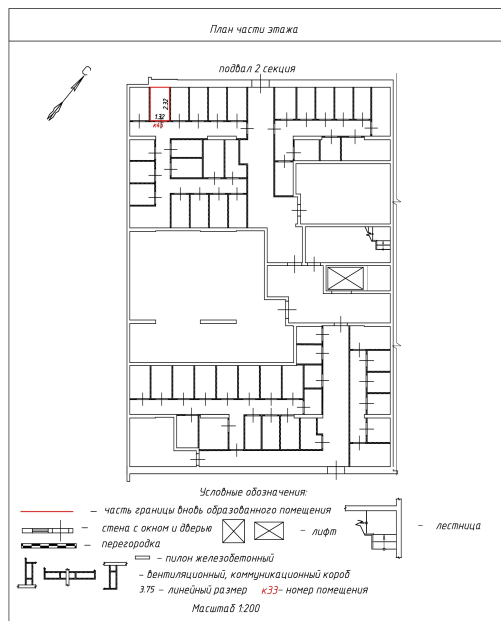 План части этажа
С
подвал 2 секция
2.32
1.32
к49
Условные обозначения:
– часть границы вновь образованного помещения
– стена с окном и дверью
– лифт
– лестница
– перегородка
– пилон железобетонный
– вентиляционный, коммуникационный короб
3.75 – линейный размер к33– номер помещения
Масштаб 1:200